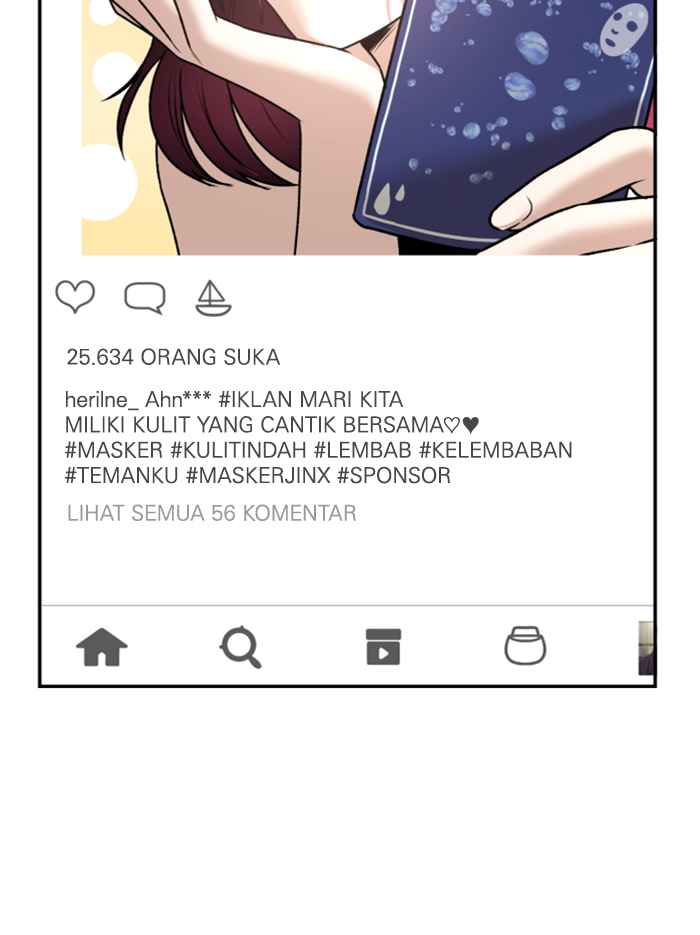 25.634 ORANG SUKA
herilne_ Ahn*** #IKLAN MARI KITA
MILIKI KULIT YANG CANTIK BERSAMA♡♥
#MASKER #KULITINDAH #LEMBAB #KELEMBABAN
#TEMANKU #MASKERJINX #SPONSOR
LIHAT SEMUA 56 KOMENTAR